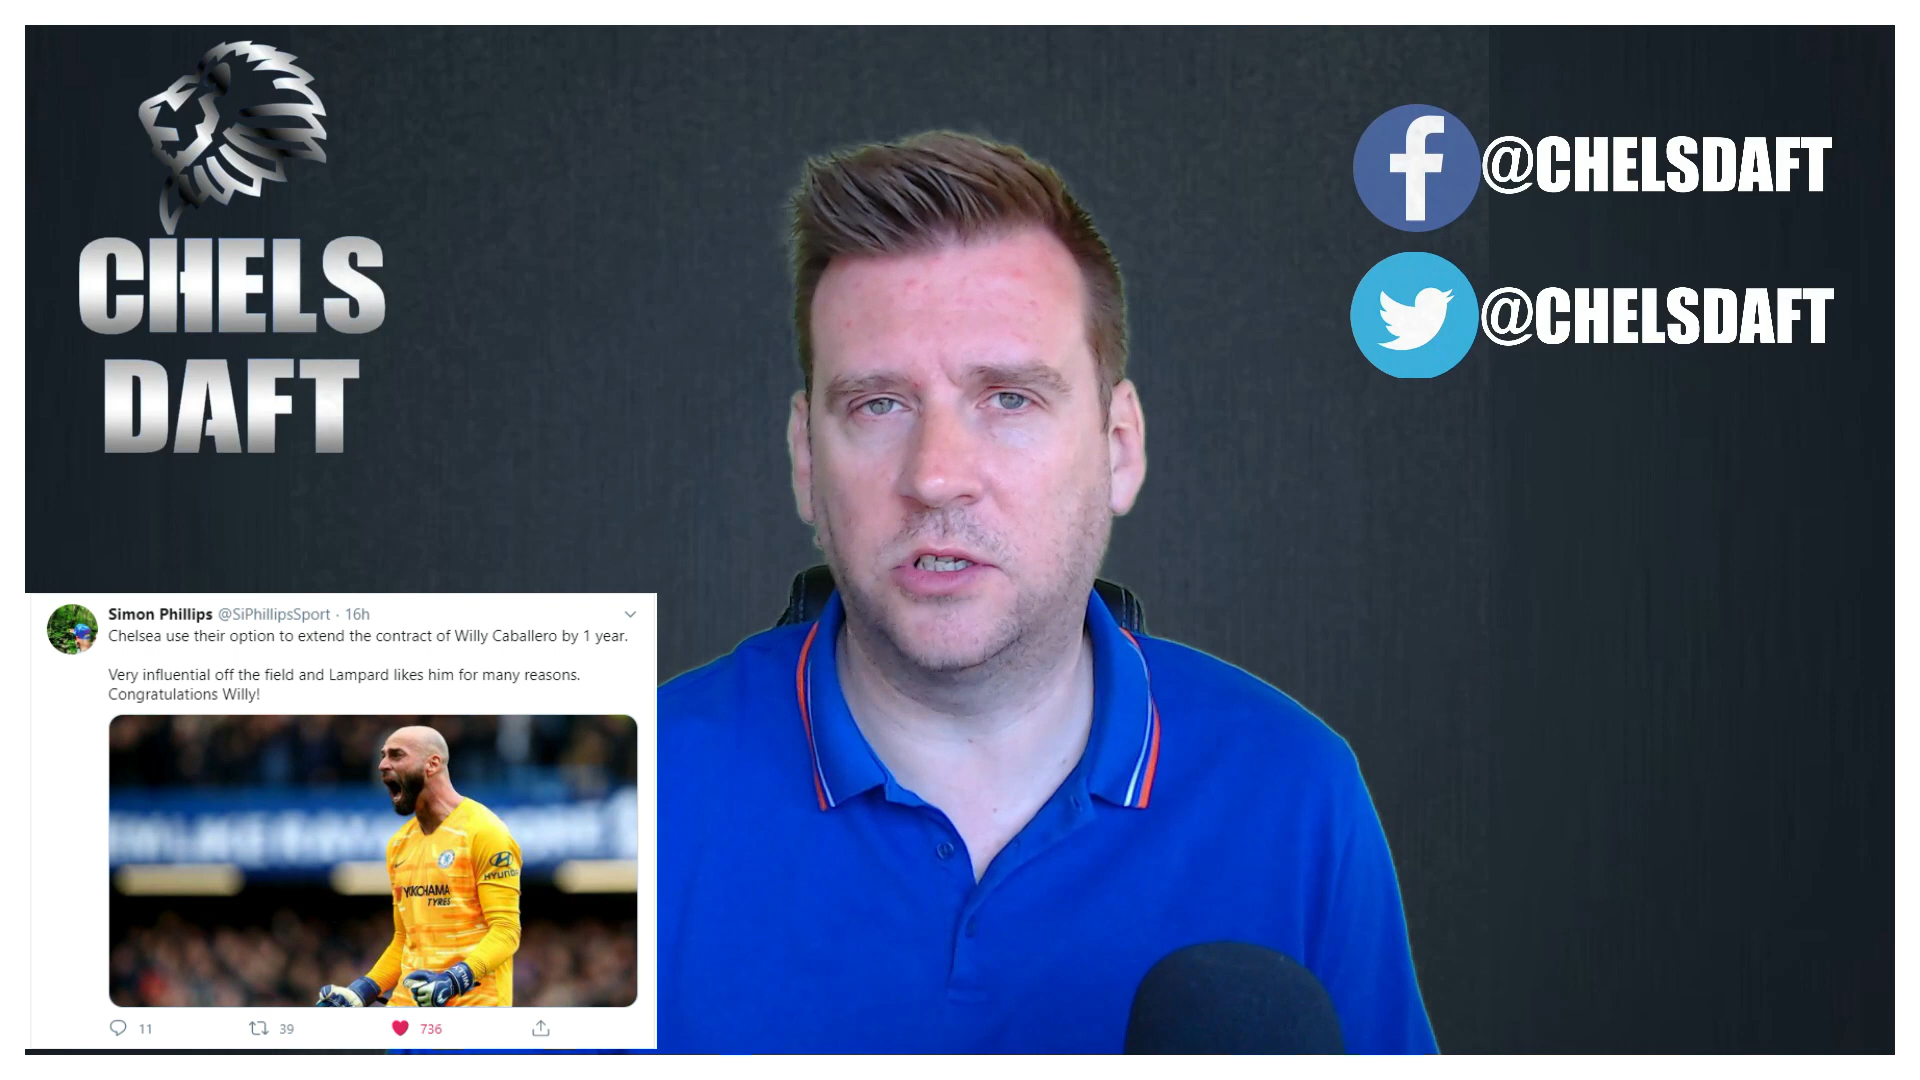 CHELS
DAFT
@CHELSDAFT
@CHELSDAFT
Simon Phillips @SiPhillipsSport · 16h
Chelsea use their option to extend the contract of Willy Caballero by 1 year.
Very influential off the field and Lampard likes him for many reasons.
Congratulations Willy!
HYUNDAI
YOKOHAMA
TYRES
11
39
736